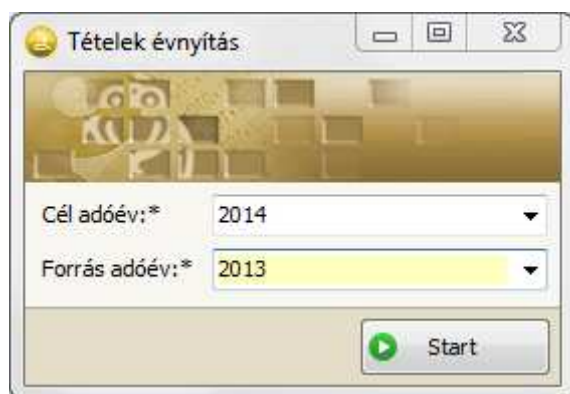 Tételek évnyítás
Cél adóév:* 2014
Forrás adóév:* 2013
Start